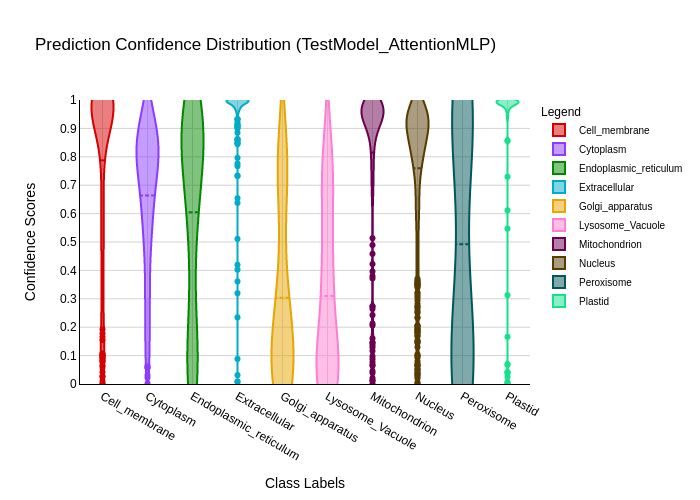 Prediction Confidence Distribution (TestModel_AttentionMLP)
Legend
Cell_membrane
Cytoplasm
Endoplasmic_reticulum
Extracellular
Golgi_apparatus
Lysosome_Vacuole
Mitochondrion
Nucleus
Peroxisome
Plastid
Confidence Scores
1
0.9
0.8
0.7
0.6
0.5
0.4
0.3
0.2
0.1
0
Cell_membrane
Cytoplasm
Endoplasmic_reticulum
Extracellular
Golgi_apparatus
Lysosome_Vacuole
Mitochondrion
Nucleus
Peroxisome
Plastid
Class Labels